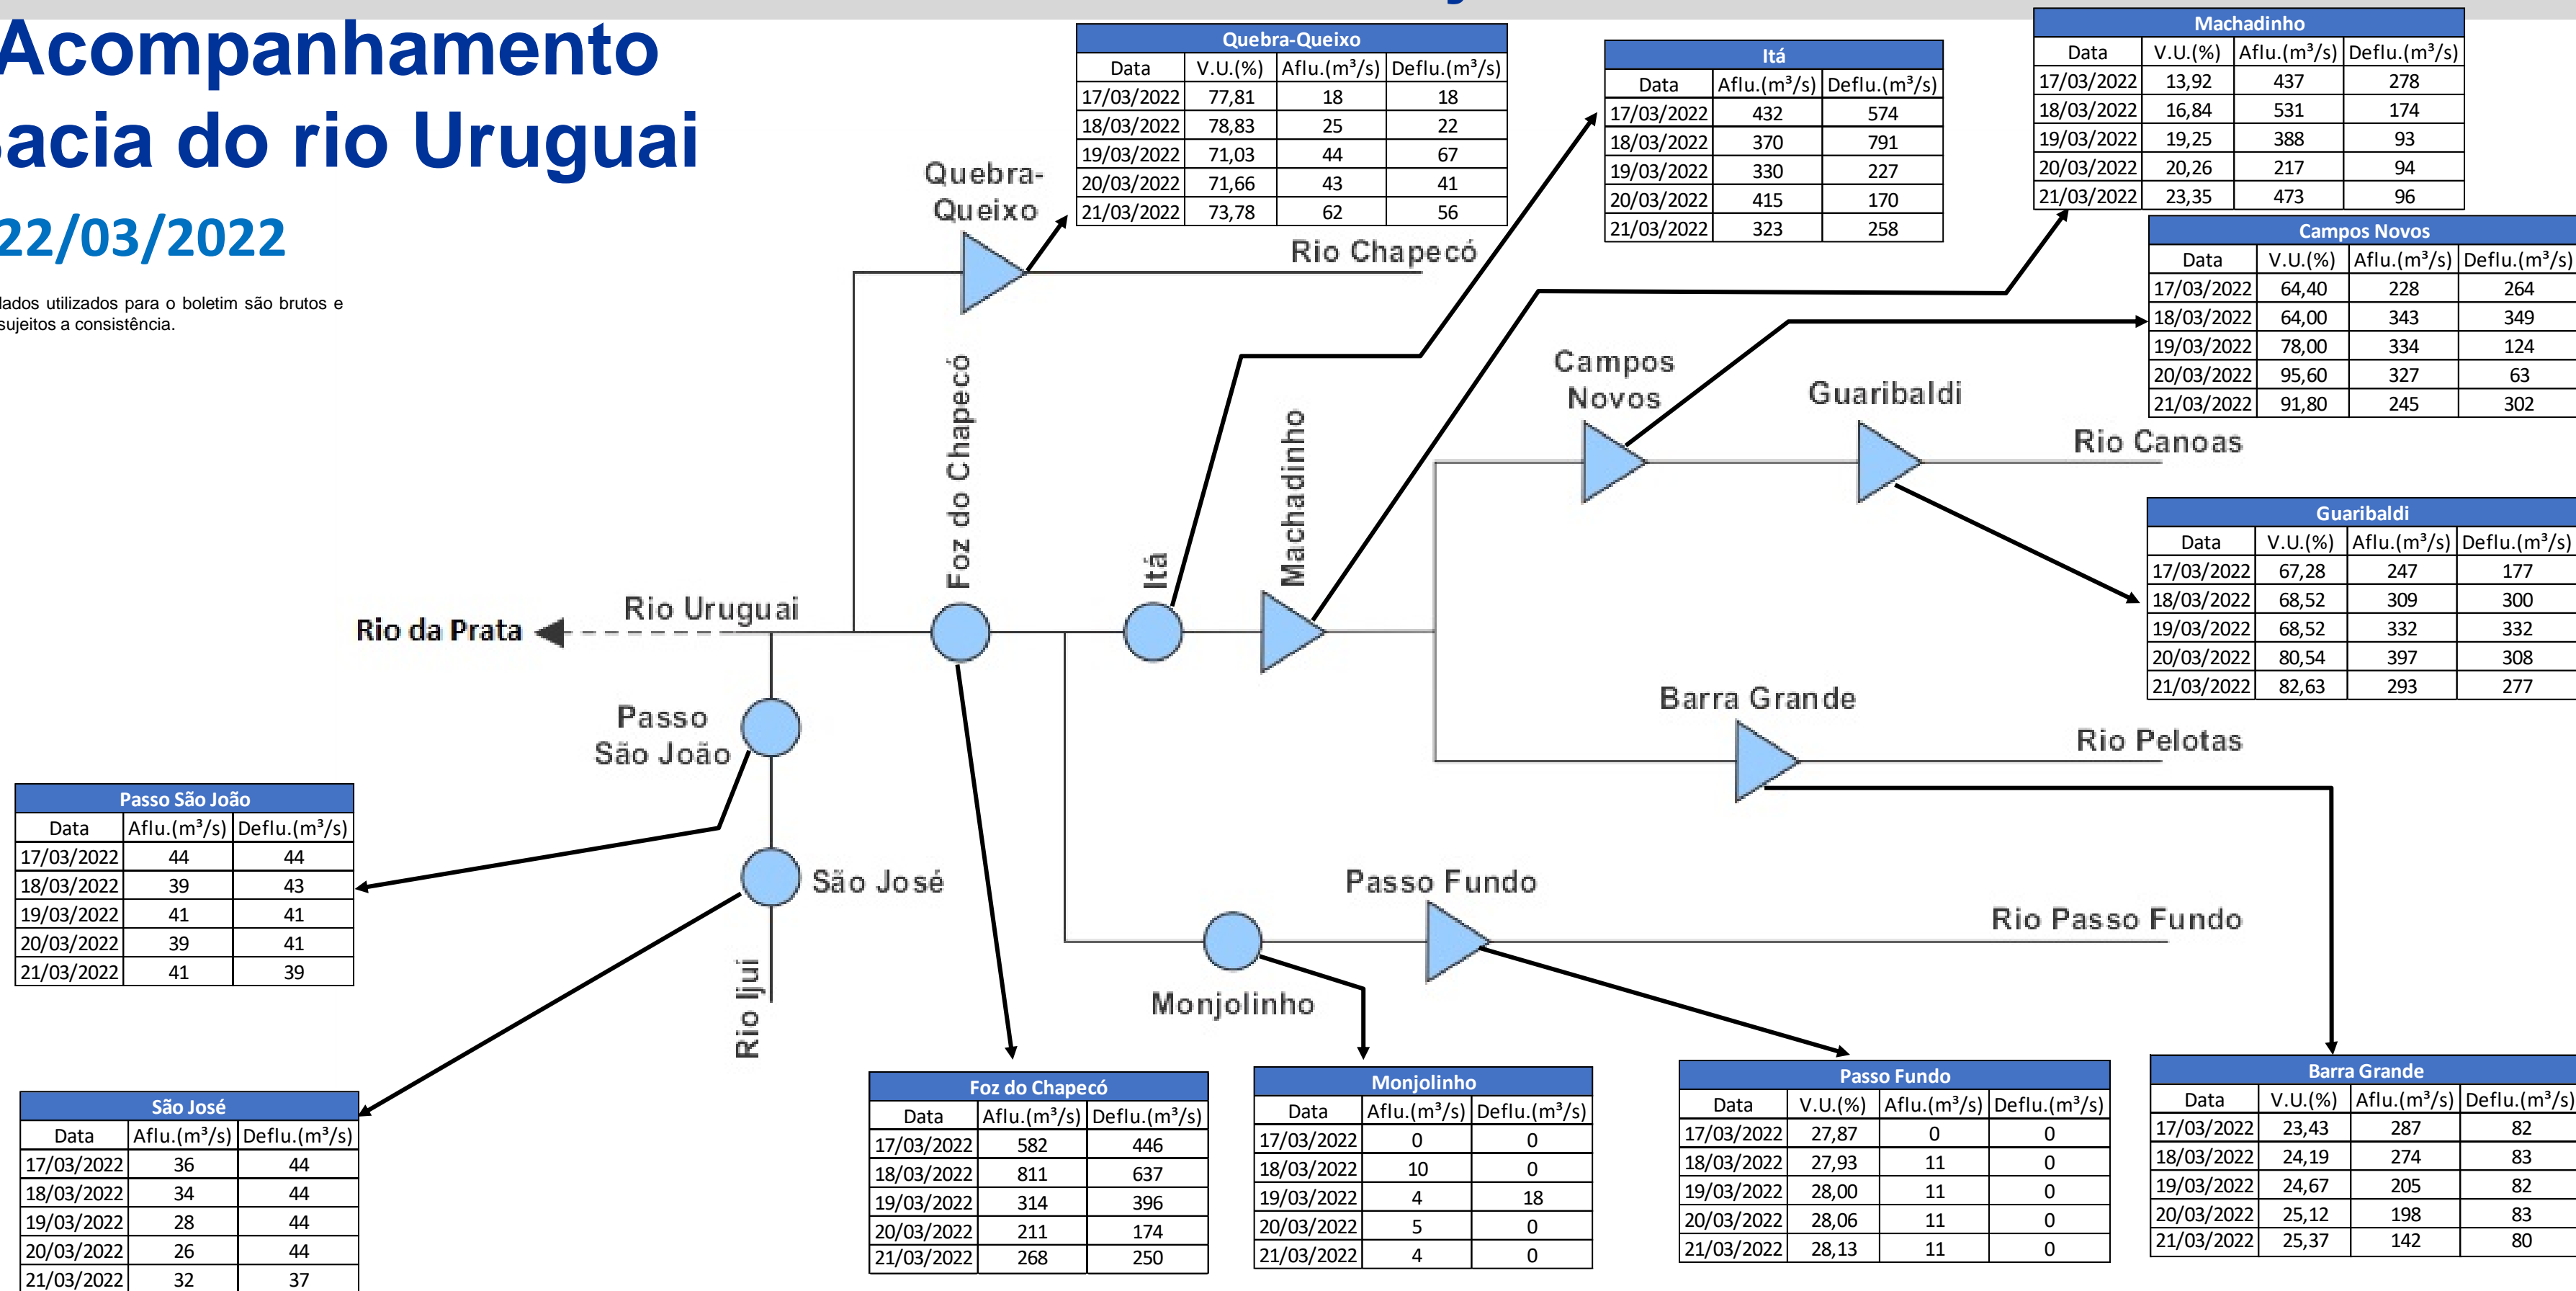 Acompanhamento
acia do rio Uruguai
22/03/2022
dados utilizados para o boletim são brutos e
sujeitos a consistência.
Quebra-Queixo
Data V.U.(%) Aflu.(m³/s) Deflu.(m³/s)
17/03/2022 77,81 18 18
18/03/2022 78,83 25 22
19/03/2022 71,03 44 67
20/03/2022 71,66 43 41
21/03/2022 73,78 62 56
Itá
Data Aflu.(m³/s) Deflu.(m³/s)
17/03/2022 432 574
18/03/2022 370 791
19/03/2022 330 227
20/03/2022 415 170
21/03/2022 323 258
Machadinho
Data V.U.(%) Aflu.(m³/s) Deflu.(m³/s)
17/03/2022 13,92 437 278
18/03/2022 16,84 531 174
19/03/2022 19,25 388 93
20/03/2022 20,26 217 94
21/03/2022 23,35 473 96
Campos Novos
Data V.U.(%) Aflu.(m³/s) Deflu.(m³/s)
17/03/2022 64,40 228 264
18/03/2022 64,00 343 349
19/03/2022 78,00 334 124
20/03/2022 95,60 327 63
21/03/2022 91,80 245 302
Quebra-
Queixo
Rio Chapecó
Foz do Chapecó
Itá
Machadinho
Campos
Novos
Guaribaldi
Rio Canoas
Guaribaldi
Data V.U.(%) Aflu.(m³/s) Deflu.(m³/s)
17/03/2022 67,28 247 177
18/03/2022 68,52 309 300
19/03/2022 68,52 332 332
20/03/2022 80,54 397 308
21/03/2022 82,63 293 277
Rio da Prata
Rio Uruguai
Passo
São João
Barra Grande
Rio Pelotas
São José
Rio Ijuí
Passo Fundo
Rio Passo Fundo
Monjolinho
Passo São João
Data Aflu.(m³/s) Deflu.(m³/s)
17/03/2022 44 44
18/03/2022 39 43
19/03/2022 41 41
20/03/2022 39 41
21/03/2022 41 39
São José
Data Aflu.(m³/s) Deflu.(m³/s)
17/03/2022 36 44
18/03/2022 34 44
19/03/2022 28 44
20/03/2022 26 44
21/03/2022 32 37
Foz do Chapecó
Data Aflu.(m³/s) Deflu.(m³/s)
17/03/2022 582 446
18/03/2022 811 637
19/03/2022 314 396
20/03/2022 211 174
21/03/2022 268 250
Monjolinho
Data Aflu.(m³/s) Deflu.(m³/s)
17/03/2022 0 0
18/03/2022 10 0
19/03/2022 4 18
20/03/2022 5 0
21/03/2022 4 0
Passo Fundo
Data V.U.(%) Aflu.(m³/s) Deflu.(m³/s)
17/03/2022 27,87 0 0
18/03/2022 27,93 11 0
19/03/2022 28,00 11 0
20/03/2022 28,06 11 0
21/03/2022 28,13 11 0
Barra Grande
Data V.U.(%) Aflu.(m³/s) Deflu.(m³/s)
17/03/2022 23,43 287 82
18/03/2022 24,19 274 83
19/03/2022 24,67 205 82
20/03/2022 25,12 198 83
21/03/2022 25,37 142 80